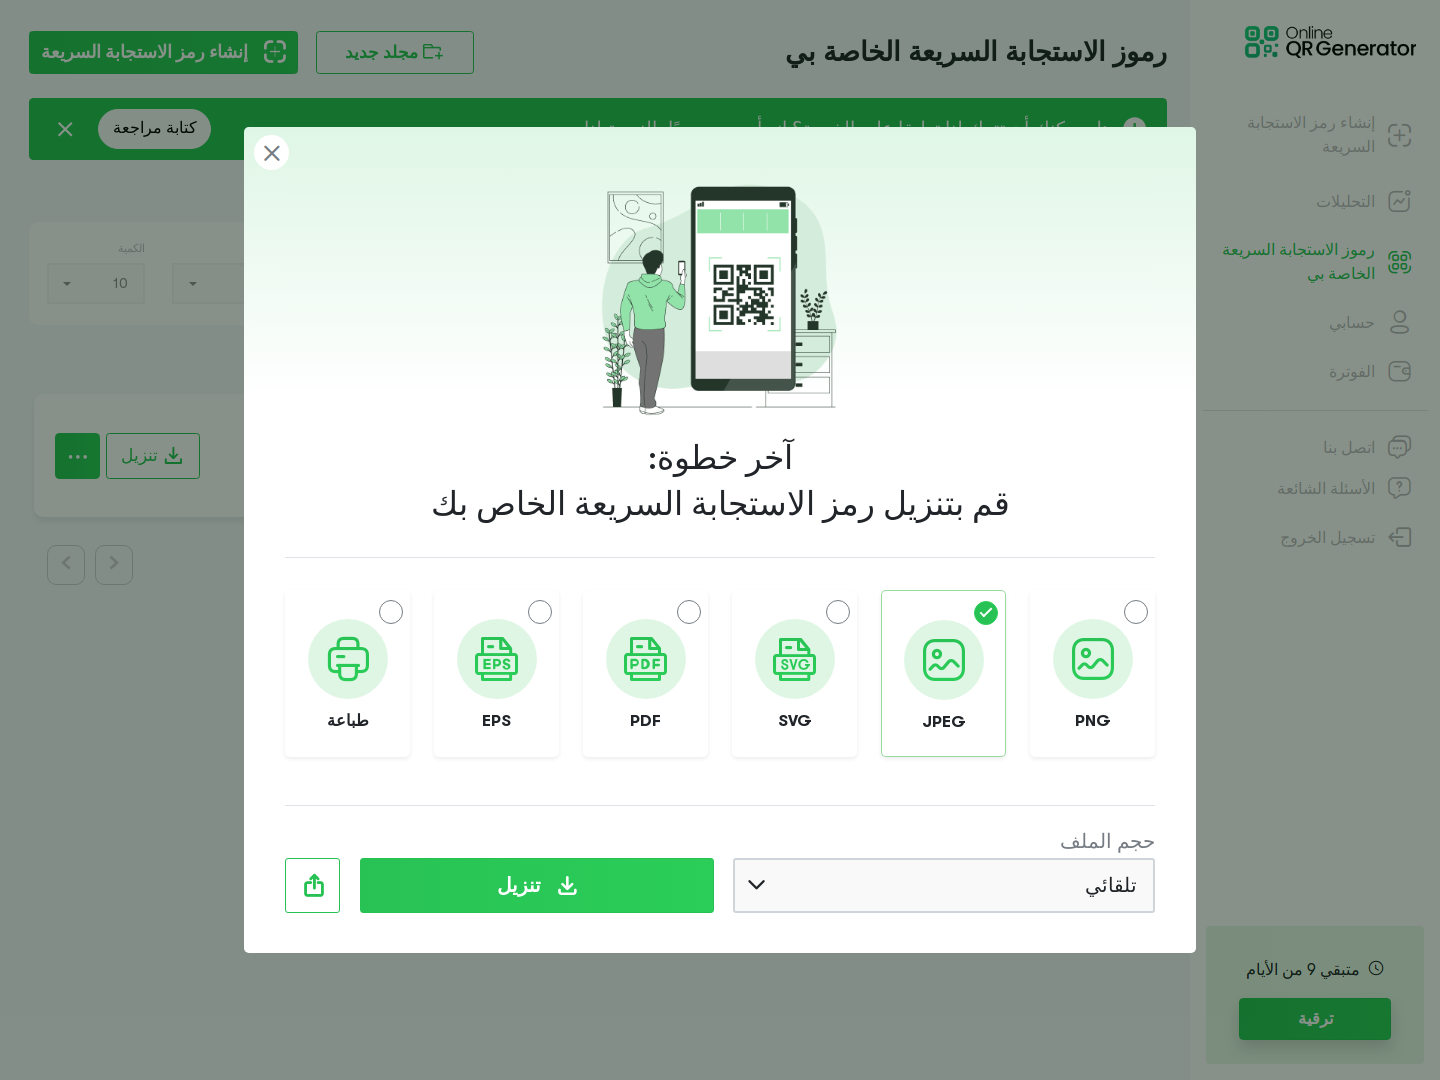 Online
QR Generator
إنشاء رمز الاستجابة
السريعة
التحليلات
رموز الاستجابة السريعة
الخاصة بي
حسابي
الفوترة
اتصل بنا
الأسئلة الشائعة
تسجيل الخروج
متبقي 9 من الأيام
ترقية
رموز الاستجابة السريعة الخاصة بي
مجلد جديد
إنشاء رمز الاستجابة السريعة
كتابة مراجعة
الكمية
10
تنزيل
آخر خطوة:
قم بتنزيل رمز الاستجابة السريعة الخاص بك
PNG
JPEG
SVG
SVG
PDF
PDF
EPS
EPS
طباعة
حجم الملف
تلقائي
تنزيل